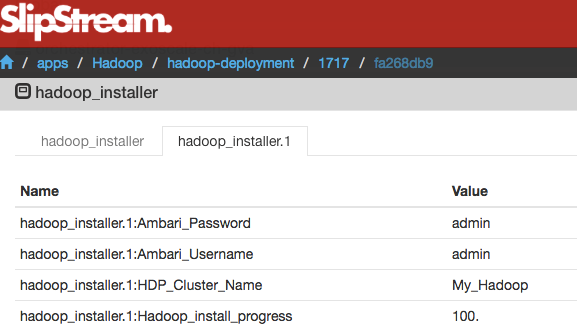 SlipStream.
/ apps / Hadoop / hadoop-deployment / 1717 / fa268db9
hadoop_installer
hadoop_installer hadoop_installer.1
Name Value
hadoop_installer.1:Ambari_Password admin
hadoop_installer.1:Ambari_Username admin
hadoop_installer.1:HDP_Cluster_Name My_Hadoop
hadoop_installer.1:Hadoop_install_progress 100.